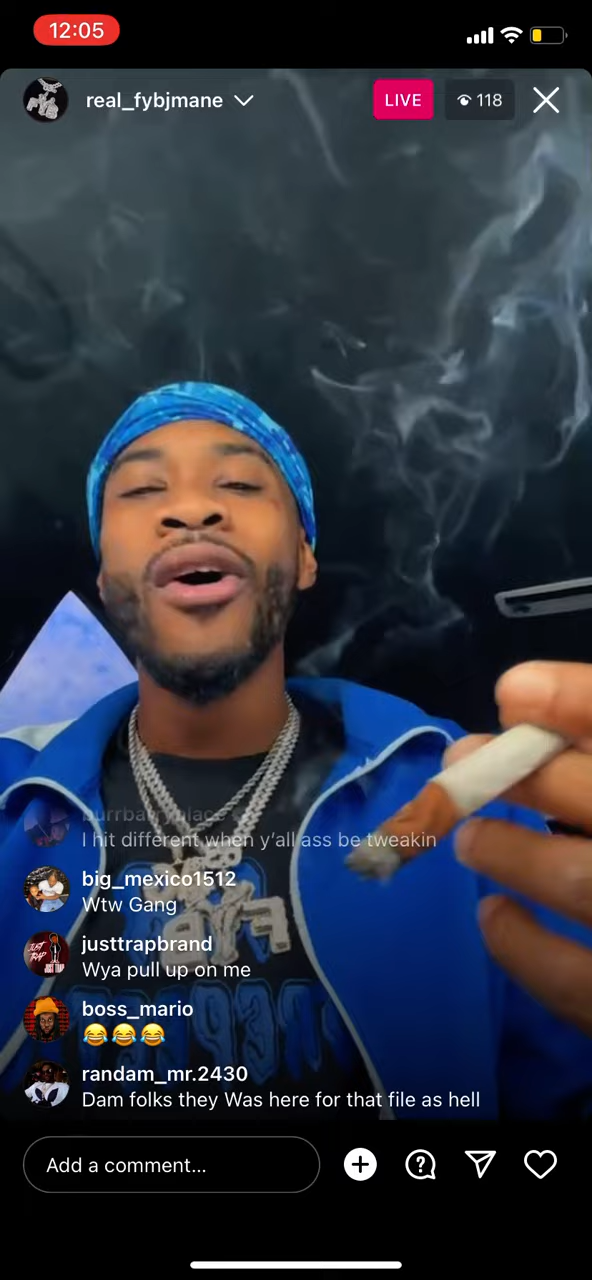 12:05
real_fybjmane
LIVE
118
burrbarryplace
I hit different when y'all ass be tweakin
big_mexico1512
Wtw Gang
justtrapbrand
Wya pull up on me
boss_mario
😂😂😂
randam_mr.2430
Dam folks they Was here for that file as hell
Add a comment...